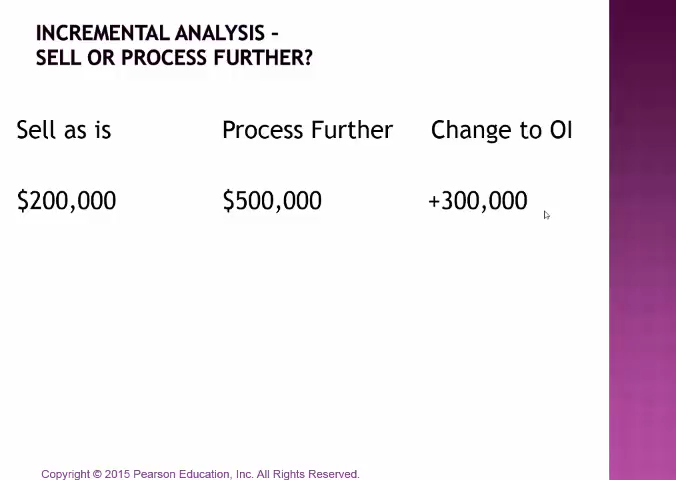 INCREMENTAL ANALYSIS –
SELL OR PROCESS FURTHER?
Sell as is Process Further Change to OI
$200,000 $500,000 +300,000
Copyright © 2015 Pearson Education, Inc. All Rights Reserved.